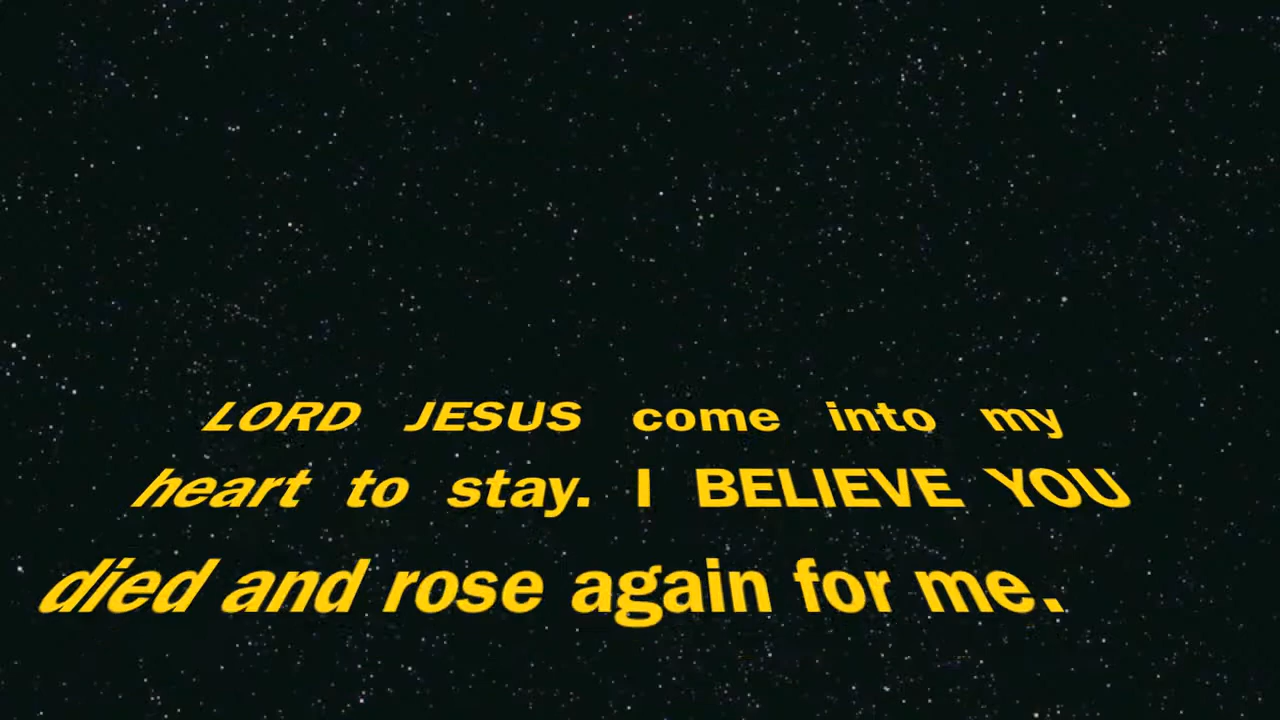 LORD JESUS come into my
heart to stay. I BELIEVE YOU
died and rose again for me.